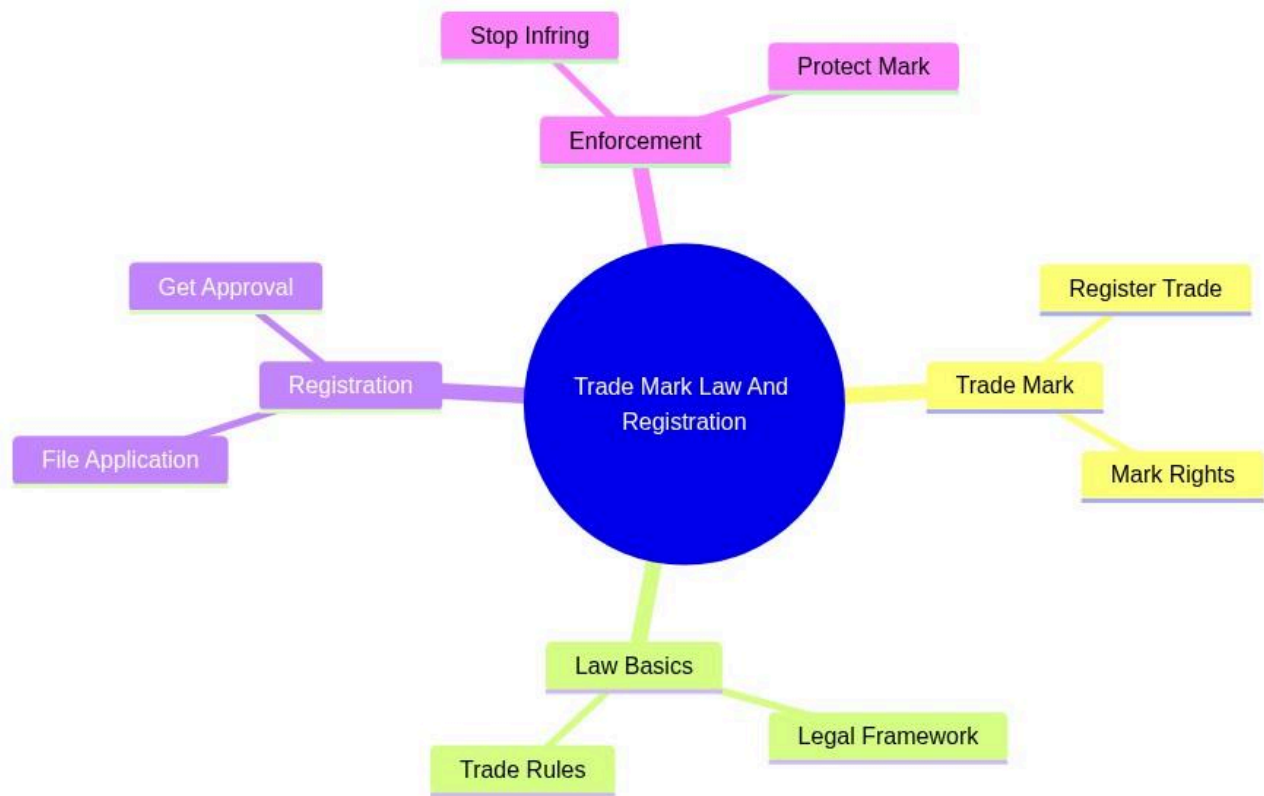 Stop Infring
Protect Mark
Enforcement
Get Approval
Registration
File Application
Trade Mark Law And
Registration
Register Trade
Trade Mark
Mark Rights
Law Basics
Legal Framework
Trade Rules